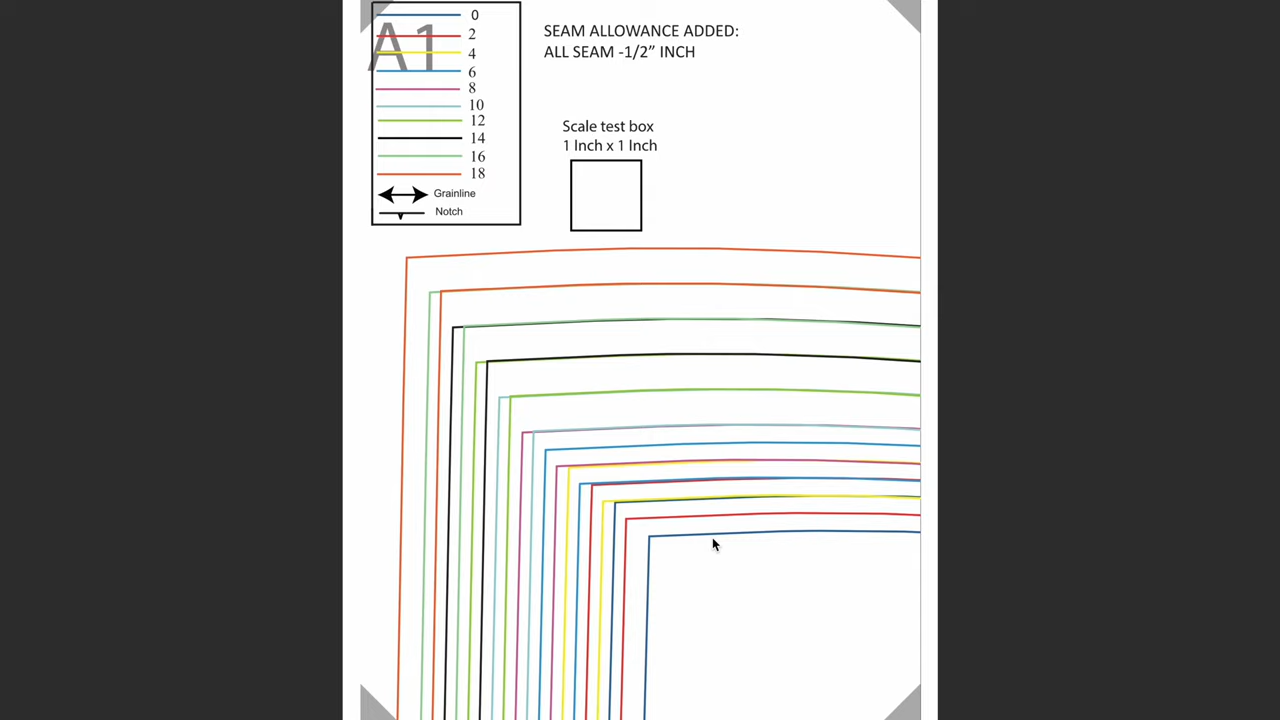 A1
0
2
4
6
8
10
12
14
16
18
Grainline
Notch
SEAM ALLOWANCE ADDED:
ALL SEAM -1/2” INCH
Scale test box
1 Inch x 1 Inch